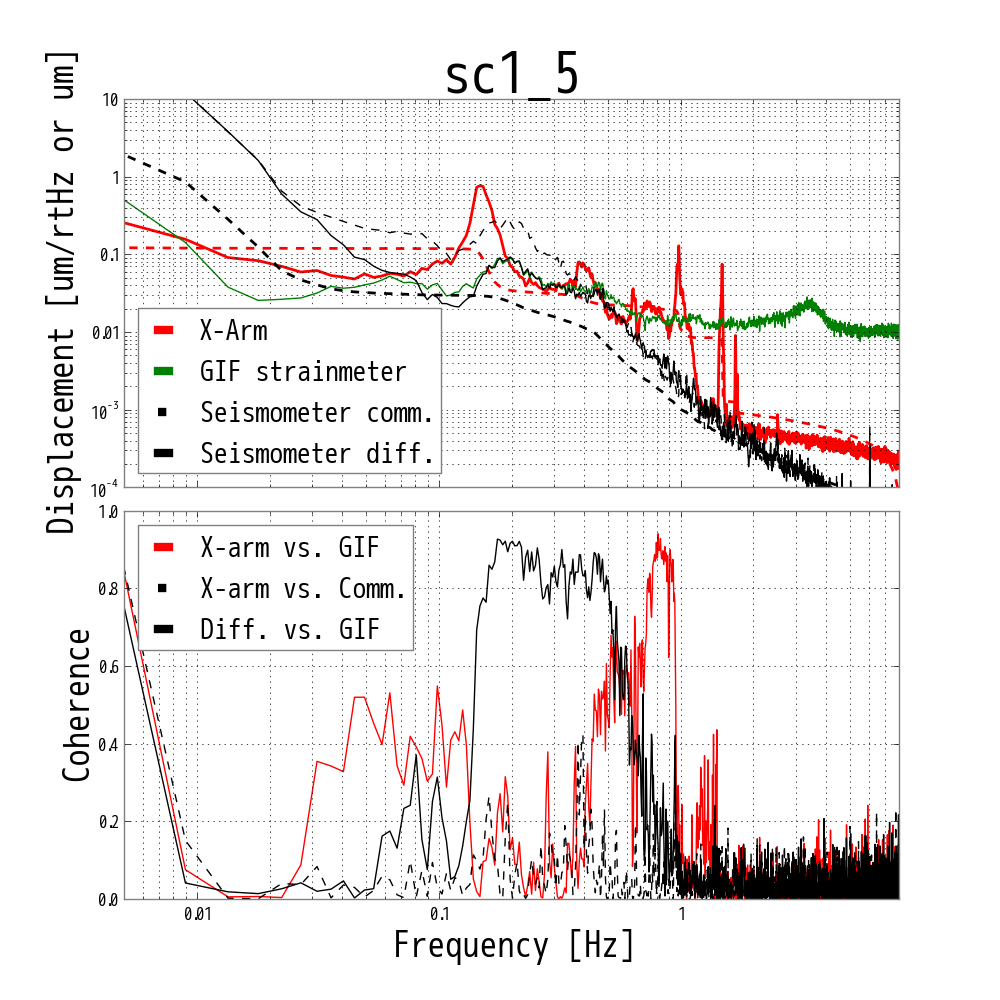 sc1_5
Displacement [um/rtHz or um]
10
1
0.1
0.01
10^-3
10^-4
X-Arm
GIF strainmeter
Seismometer comm.
Seismometer diff.
Coherence
1.0
0.8
0.6
0.4
0.2
0.0
X-arm vs. GIF
X-arm vs. Comm.
Diff. vs. GIF
0.01 0.1 1
Frequency [Hz]